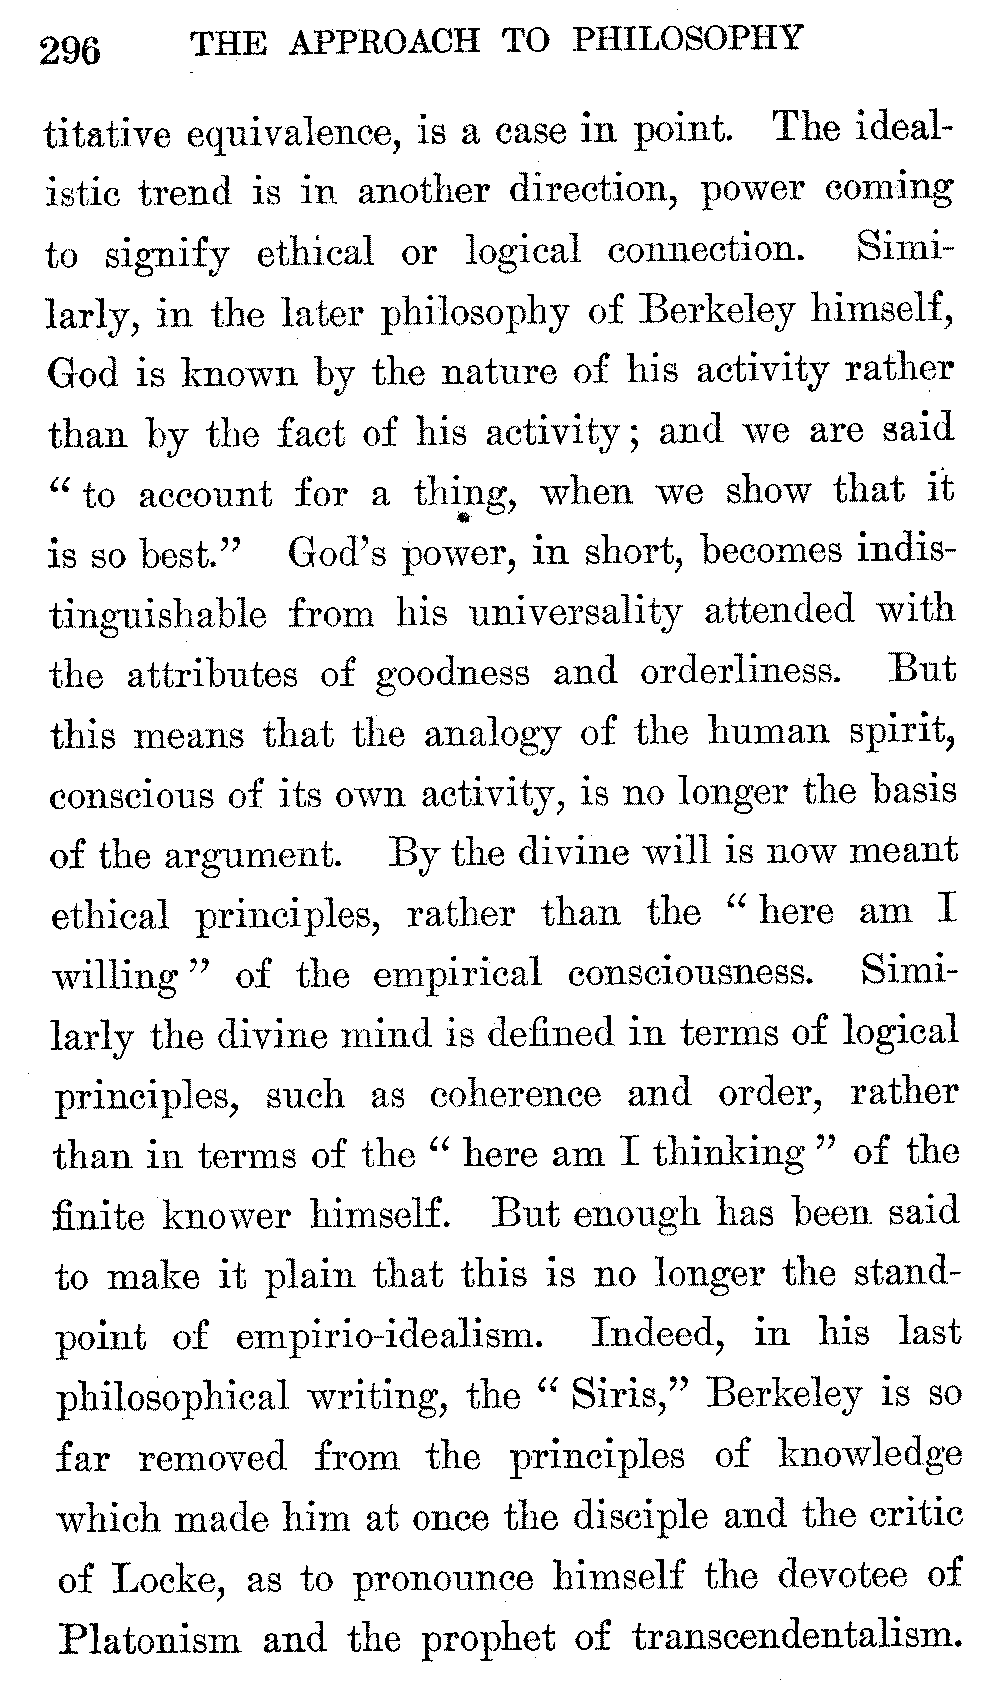 296 THE APPROACH TO PHILOSOPHY
titative equivalence, is a case in point. The ideal-
istic trend is in another direction, power coming
to signify ethical or logical connection. Simi-
larly, in the later philosophy of Berkeley himself,
God is known by the nature of his activity rather
than by the fact of his activity; and we are said
“ to account for a thing, when we show that it
is so best.” God’s power, in short, becomes indis-
tinguishable from his universality attended with
the attributes of goodness and orderliness. But
this means that the analogy of the human spirit,
conscious of its own activity, is no longer the basis
of the argument. By the divine will is now meant
ethical principles, rather than the “ here am I
willing ” of the empirical consciousness. Simi-
larly the divine mind is defined in terms of logical
principles, such as coherence and order, rather
than in terms of the “ here am I thinking ” of the
finite knower himself. But enough has been said
to make it plain that this is no longer the stand-
point of empirio-idealism. Indeed, in his last
philosophical writing, the “ Siris,” Berkeley is so
far removed from the principles of knowledge
which made him at once the disciple and the critic
of Locke, as to pronounce himself the devotee of
Platonism and the prophet of transcendentalism.